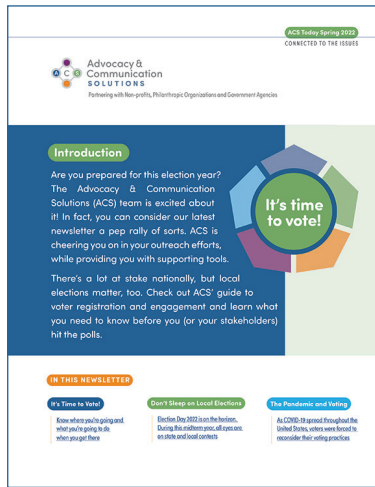 ACS Today Spring 2022
CONNECTED TO THE ISSUES
A C S
Advocacy &
Communication
SOLUTIONS
Partnering with Non-profits, Philanthropic Organizations and Government Agencies
Introduction
Are you prepared for this election year?
The Advocacy & Communication
Solutions (ACS) team is excited about
it! In fact, you can consider our latest
newsletter a pep rally of sorts. ACS is
cheering you on in your outreach efforts,
while providing you with supporting tools.
There's a lot at stake nationally, but local
elections matter, too. Check out ACS' guide to
voter registration and engagement and learn what
you need to know before you (or your stakeholders)
hit the polls.
It's time
to vote!
IN THIS NEWSLETTER
It's Time to Vote!
Know where you're going and
what you're going to do
when you get there
Don't Sleep on Local Elections
Election Day 2022 is on the horizon.
During this midterm year, all eyes are
on state and local contests
The Pandemic and Voting
As COVID-19 spread throughout the
United States, voters were forced to
reconsider their voting practices